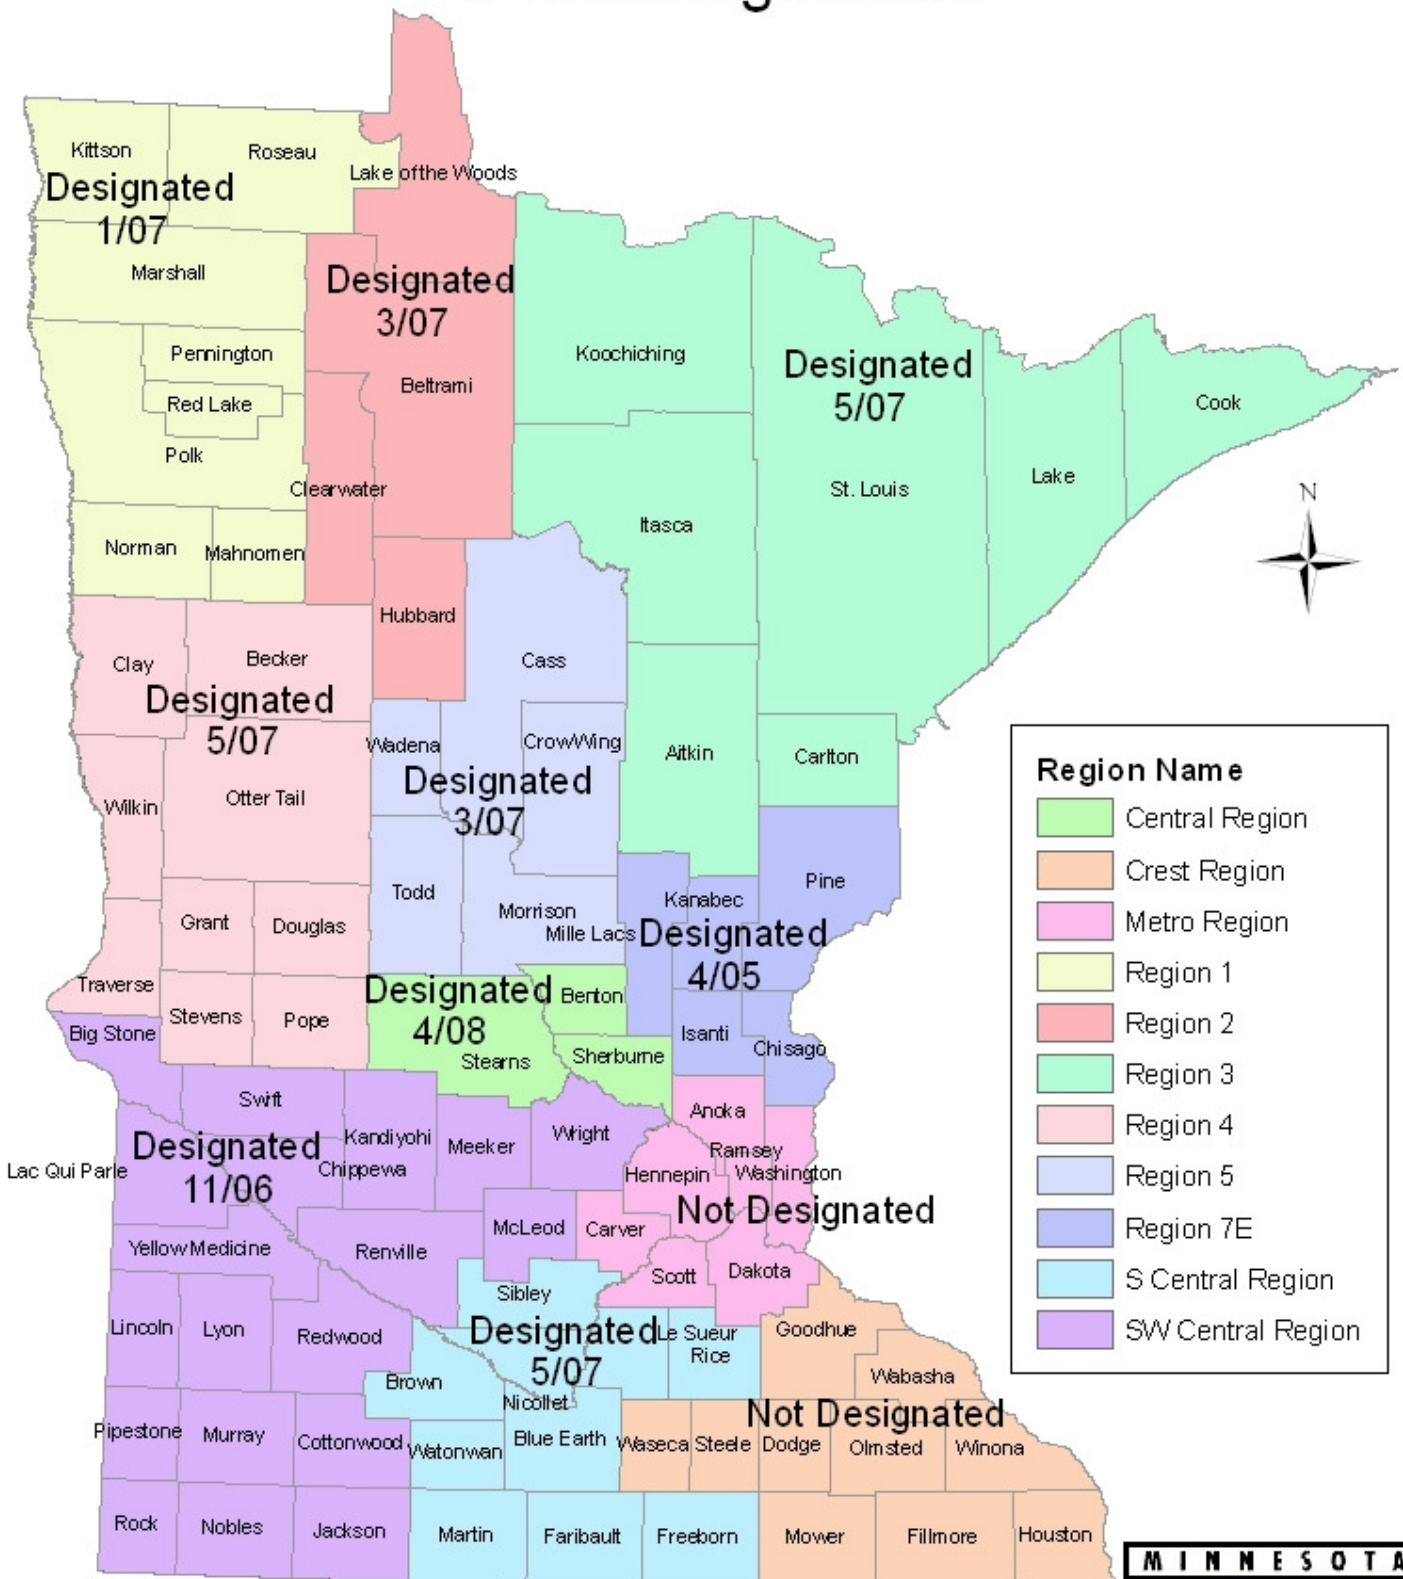 Kittson
Roseau
Lake of the Woods
Designated
1/07
Marshall
Designated
3/07
Pennington
Koochiching
Designated
5/07
Beltrami
Red Lake
Cook
Polk
Clearwater
St. Louis
Lake
N
Itasca
Norman
Mahnomen
Hubbard
Clay
Becker
Cass
Designated
5/07
Wadena
Crow Wing
Aitkin
Carlton
Designated
3/07
Wilkin
Otter Tail
Todd
Pine
Kanabec
Morrison
Mille Lacs
Designated
4/05
Grant
Douglas
Traverse
Stevens
Pope
Designated
4/08
Benton
Big Stone
Isanti
Chisago
Stearns
Sherburne
Swift
Anoka
Kandiyohi
Meeker
Wright
Designated
11/06
Ramsey
Lac Qui Parle
Chippewa
Hennepin
Washington
Not Designated
McLeod
Carver
Yellow Medicine
Renville
Scott
Dakota
Sibley
Lincoln
Lyon
Redwood
Designated
5/07
Le Sueur
Rice
Goodhue
Wabasha
Brown
Nicollet
Not Designated
Pipestone
Murray
Cottonwood
Watonwan
Blue Earth
Waseca
Steele
Dodge
Olmsted
Winona
Rock
Nobles
Jackson
Martin
Faribault
Freeborn
Mower
Fillmore
Houston
Region Name
Central Region
Crest Region
Metro Region
Region 1
Region 2
Region 3
Region 4
Region 5
Region 7E
S Central Region
SW Central Region
MINNESOTA